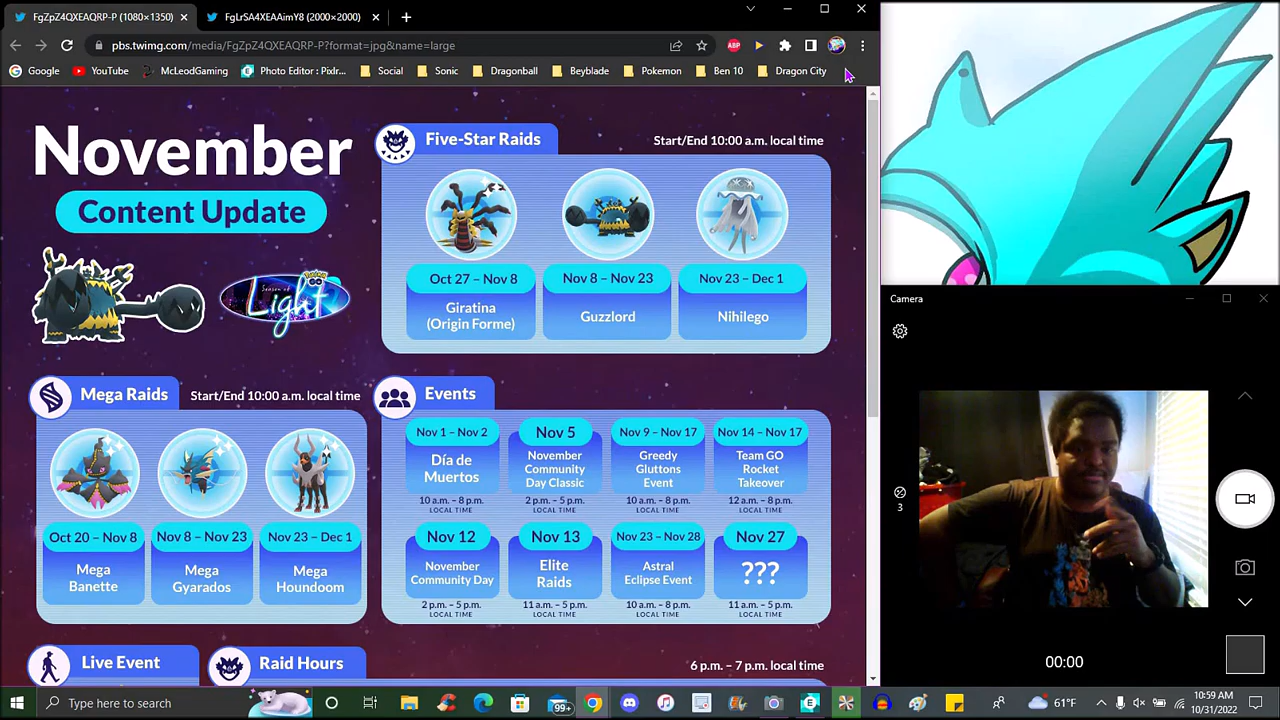 FgZpZ4QXEAQRP-P (1080×1350)
FgLrSA4XEAAimY8 (2000×2000)
pbs.twimg.com/media/FgZpZ4QXEAQRP-P?format=jpg&name=large
ABP
Google
YouTube
McLeodGaming
Photo Editor : Pixlr...
Social
Sonic
Dragonball
Beyblade
Pokemon
Ben 10
Dragon City
November
Content Update
Pokémon GO
Season of
Light
Five-Star Raids
Start/End 10:00 a.m. local time
Oct 27 – Nov 8
Giratina
(Origin Forme)
Nov 8 – Nov 23
Guzzlord
Nov 23 – Dec 1
Nihilego
Mega Raids
Start/End 10:00 a.m. local time
Oct 20 – Nov 8
Mega
Banette
Nov 8 – Nov 23
Mega
Gyarados
Nov 23 – Dec 1
Mega
Houndoom
Events
Nov 1 – Nov 2
Día de
Muertos
10 a.m. – 8 p.m.
LOCAL TIME
Nov 5
November
Community
Day Classic
2 p.m. – 5 p.m.
LOCAL TIME
Nov 9 – Nov 17
Greedy
Gluttons
Event
10 a.m. – 8 p.m.
LOCAL TIME
Nov 14 – Nov 17
Team GO
Rocket
Takeover
12 a.m. – 8 p.m.
LOCAL TIME
Nov 12
November
Community Day
2 p.m. – 5 p.m.
LOCAL TIME
Nov 13
Elite
Raids
11 a.m. – 5 p.m.
LOCAL TIME
Nov 23 – Nov 28
Astral
Eclipse Event
10 a.m. – 8 p.m.
LOCAL TIME
Nov 27
???
11 a.m. – 5 p.m.
LOCAL TIME
Live Event
Raid Hours
6 p.m. – 7 p.m. local time
Camera
3
00:00
Type here to search
99+
61°F
10:59 AM
10/31/2022